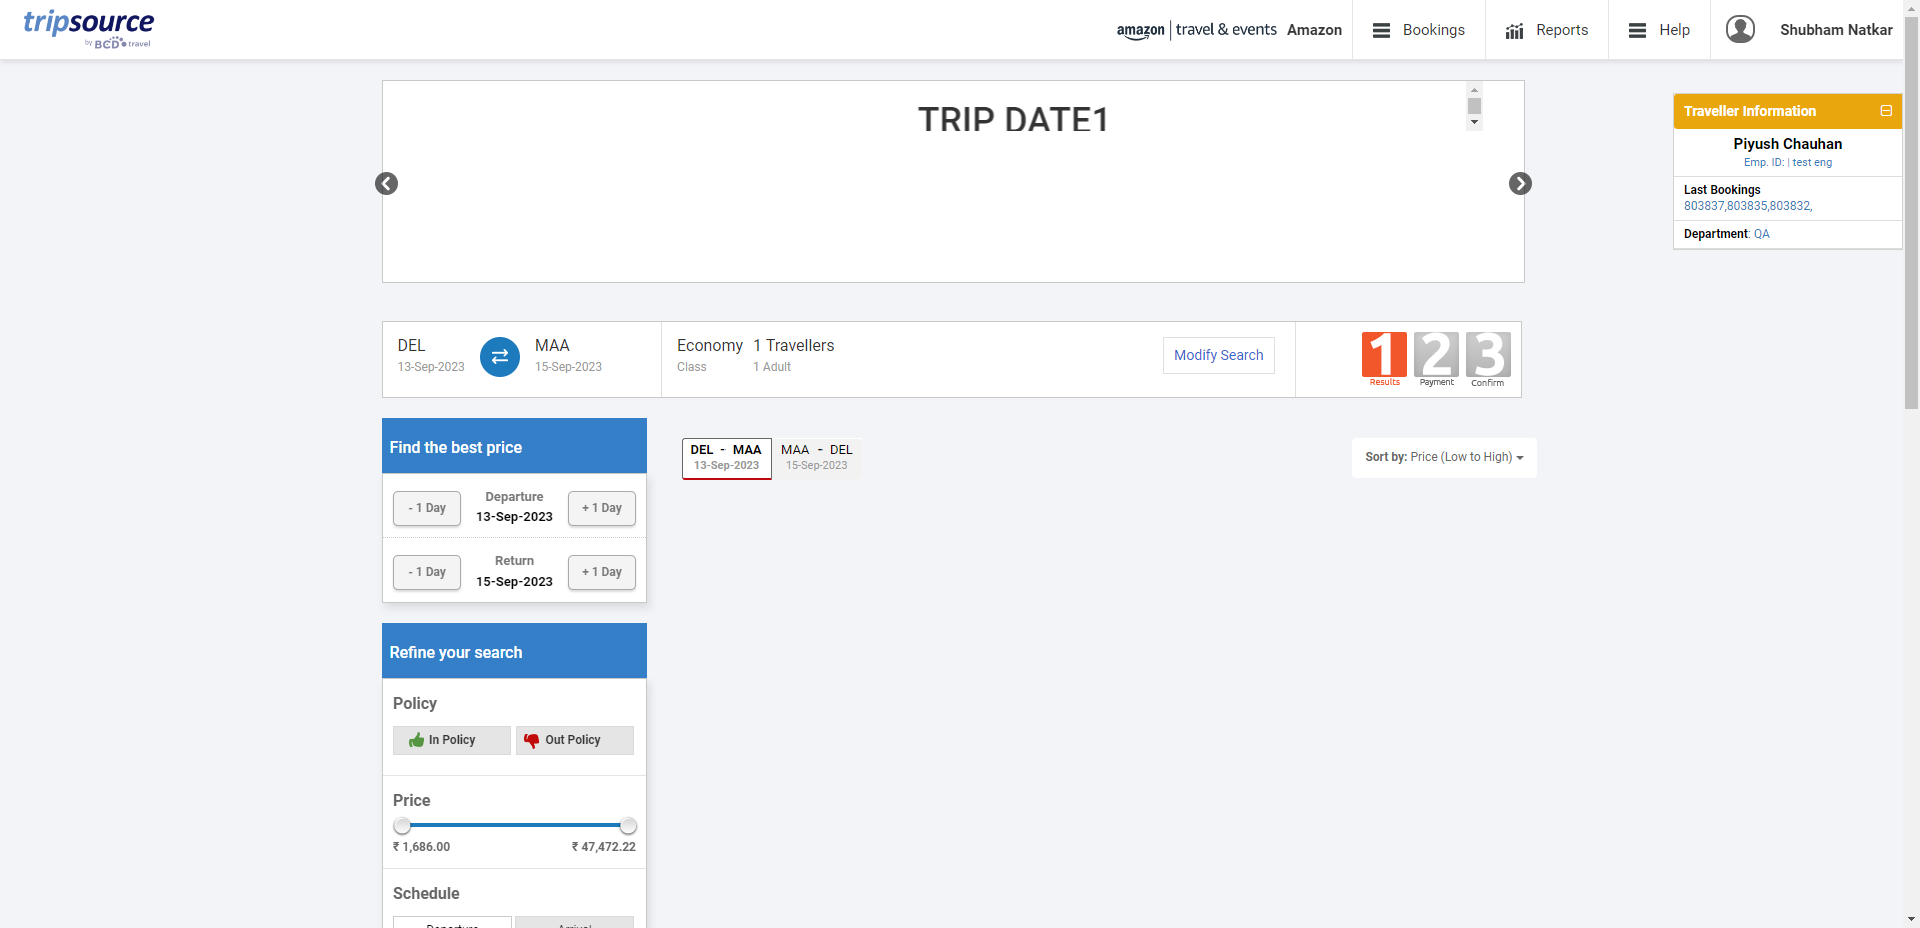 tripsource
by BCD travel
amazon travel & events Amazon
Bookings
Reports
Help
Shubham Natkar
TRIP DATE1
Traveller Information
Piyush Chauhan
Emp. ID: | test eng
Last Bookings
803837,803835,803832,
Department: QA
DEL
13-Sep-2023
MAA
15-Sep-2023
Economy
Class
1 Travellers
1 Adult
Modify Search
1 2 3
Results Payment Confirm
Find the best price
- 1 Day
Departure
13-Sep-2023
+ 1 Day
- 1 Day
Return
15-Sep-2023
+ 1 Day
DEL - MAA
13-Sep-2023
MAA - DEL
15-Sep-2023
Sort by: Price (Low to High)
Refine your search
Policy
In Policy
Out Policy
Price
₹ 1,686.00
₹ 47,472.22
Schedule
Departure
Arrival